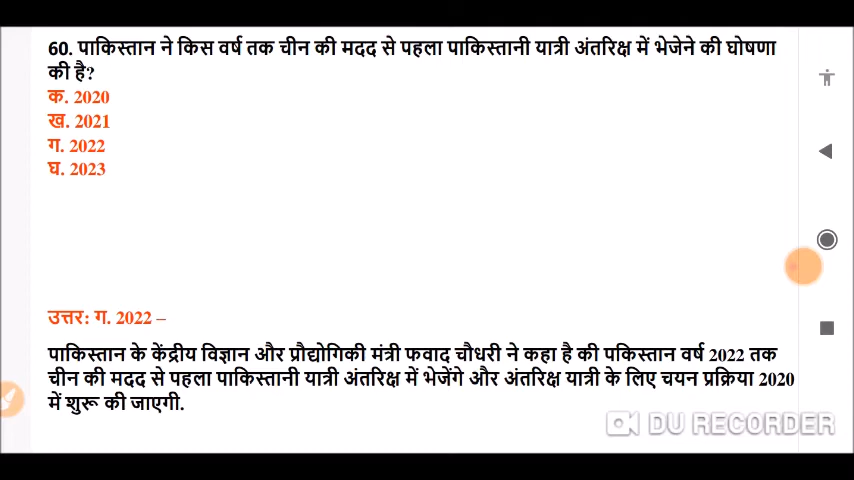 60. पाकिस्तान ने किस वर्ष तक चीन की मदद से पहला पाकिस्तानी यात्री अंतरिक्ष में भेजेने की घोषणा
की है?
क. 2020
ख. 2021
ग. 2022
घ. 2023
उत्तर: ग. 2022 –
पाकिस्तान के केंद्रीय विज्ञान और प्रौद्योगिकी मंत्री फवाद चौधरी ने कहा है की पकिस्तान वर्ष 2022 तक
चीन की मदद से पहला पाकिस्तानी यात्री अंतरिक्ष में भेजेंगे और अंतरिक्ष यात्री के लिए चयन प्रक्रिया 2020
में शुरू की जाएगी.
DU RECORDER